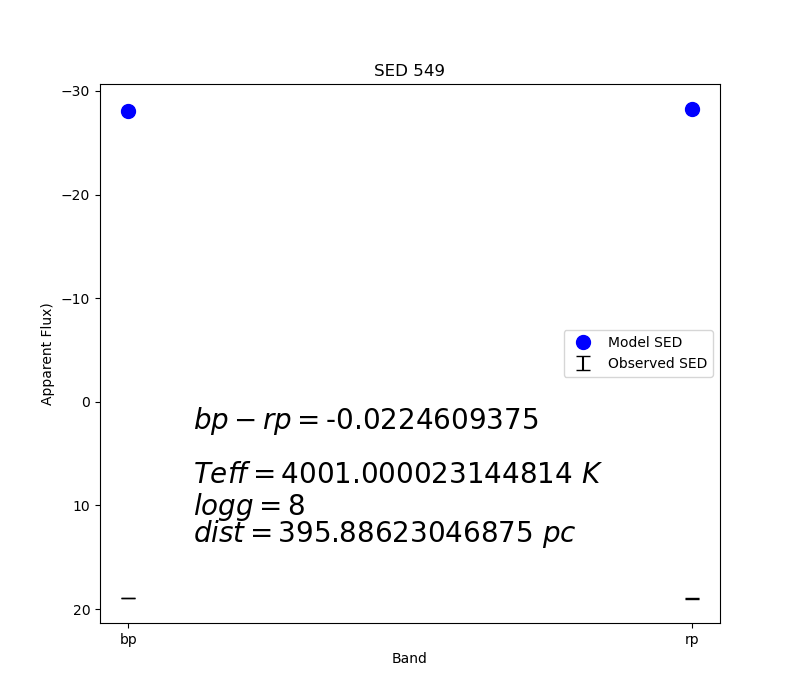 SED 549
−30
−20
−10
0
10
20
Apparent Flux)
Model SED
Observed SED
bp − rp = -0.0224609375
Teff = 4001.000023144814 K
logg = 8
dist = 395.88623046875 pc
bp
rp
Band